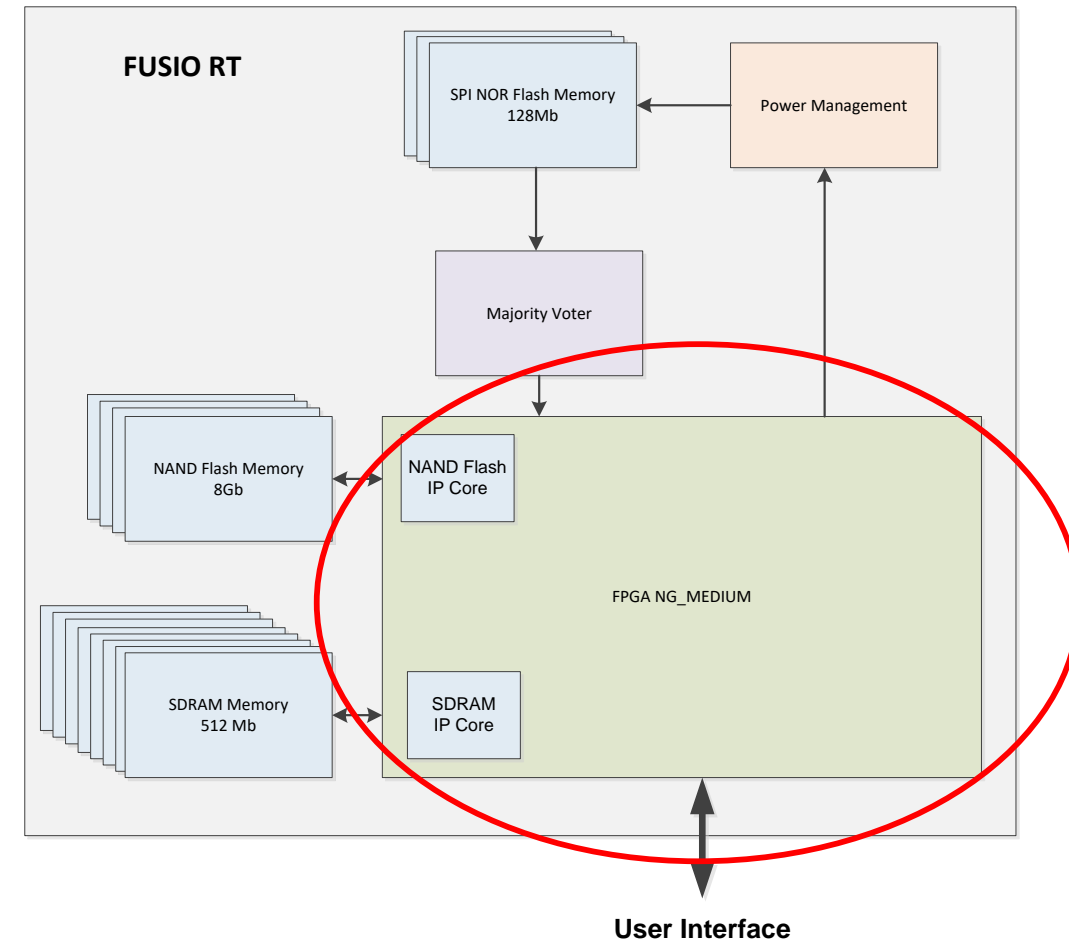 FUSIO RT
SPI NOR Flash Memory
128Mb
Power Management
Majority Voter
NAND Flash Memory
8Gb
NAND Flash
IP Core
FPGA NG_MEDIUM
SDRAM Memory
512 Mb
SDRAM
IP Core
User Interface